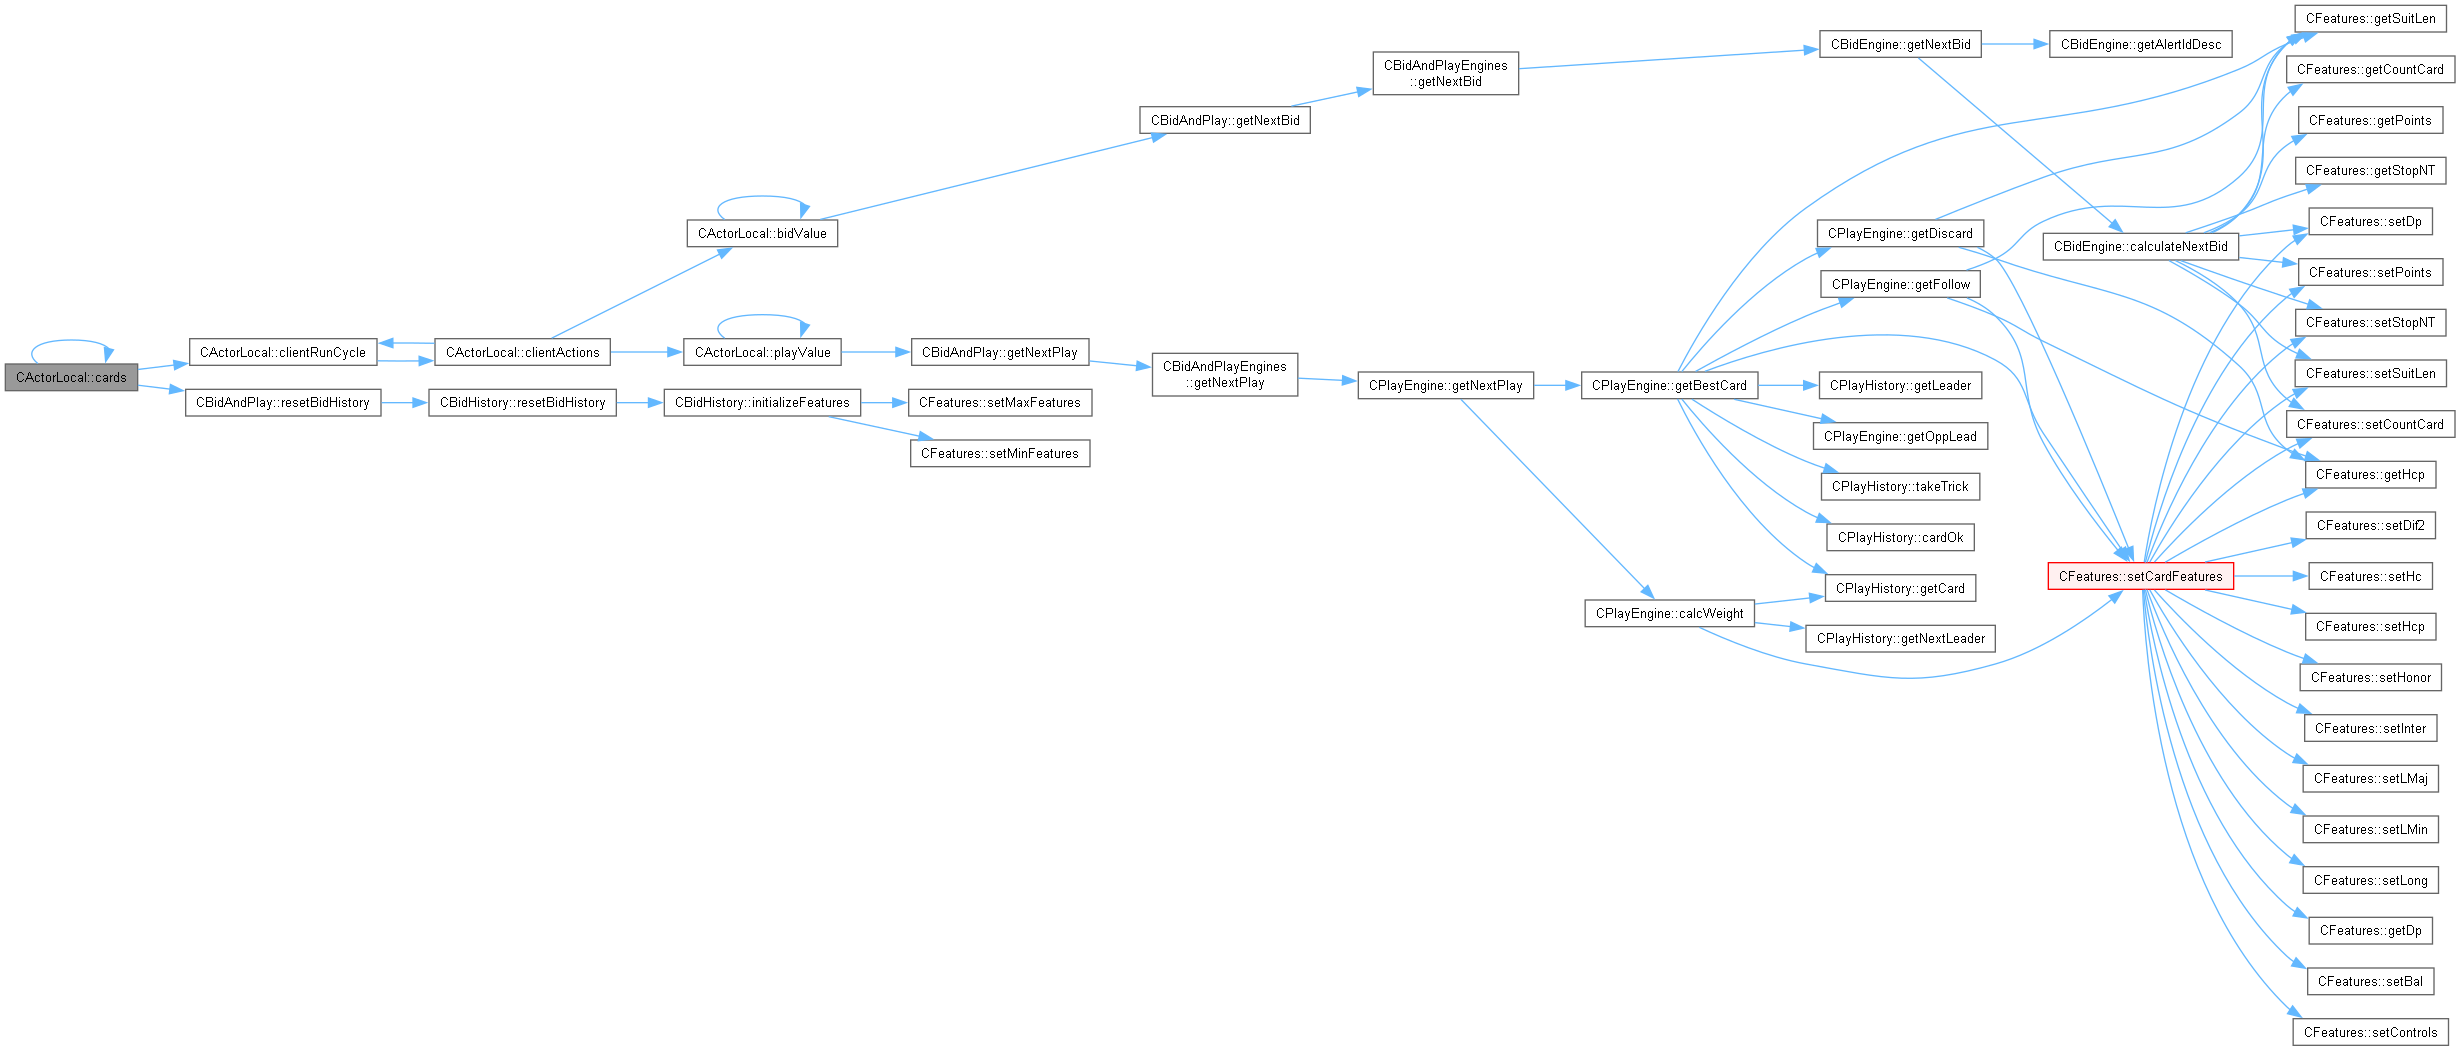 CActorLocal::cards
CActorLocal::clientRunCycle
CBidAndPlay::resetBidHistory
CActorLocal::clientActions
CBidHistory::resetBidHistory
CActorLocal::bidValue
CActorLocal::playValue
CBidHistory::initializeFeatures
CBidAndPlay::getNextPlay
CFeatures::setMaxFeatures
CFeatures::setMinFeatures
CBidAndPlay::getNextBid
CBidAndPlayEngines
::getNextPlay
CBidAndPlayEngines
::getNextBid
CPlayEngine::getNextPlay
CPlayEngine::getBestCard
CPlayEngine::calcWeight
CBidEngine::getNextBid
CPlayEngine::getDiscard
CPlayEngine::getFollow
CPlayHistory::getLeader
CPlayEngine::getOppLead
CPlayHistory::takeTrick
CPlayHistory::cardOk
CPlayHistory::getCard
CPlayHistory::getNextLeader
CBidEngine::getAlertIdDesc
CBidEngine::calculateNextBid
CFeatures::setCardFeatures
CFeatures::getSuitLen
CFeatures::getCountCard
CFeatures::getPoints
CFeatures::getStopNT
CFeatures::setDp
CFeatures::setPoints
CFeatures::setStopNT
CFeatures::setSuitLen
CFeatures::setCountCard
CFeatures::getHcp
CFeatures::setDif2
CFeatures::setHc
CFeatures::setHcp
CFeatures::setHonor
CFeatures::setInter
CFeatures::setLMaj
CFeatures::setLMin
CFeatures::setLong
CFeatures::getDp
CFeatures::setBal
CFeatures::setControls